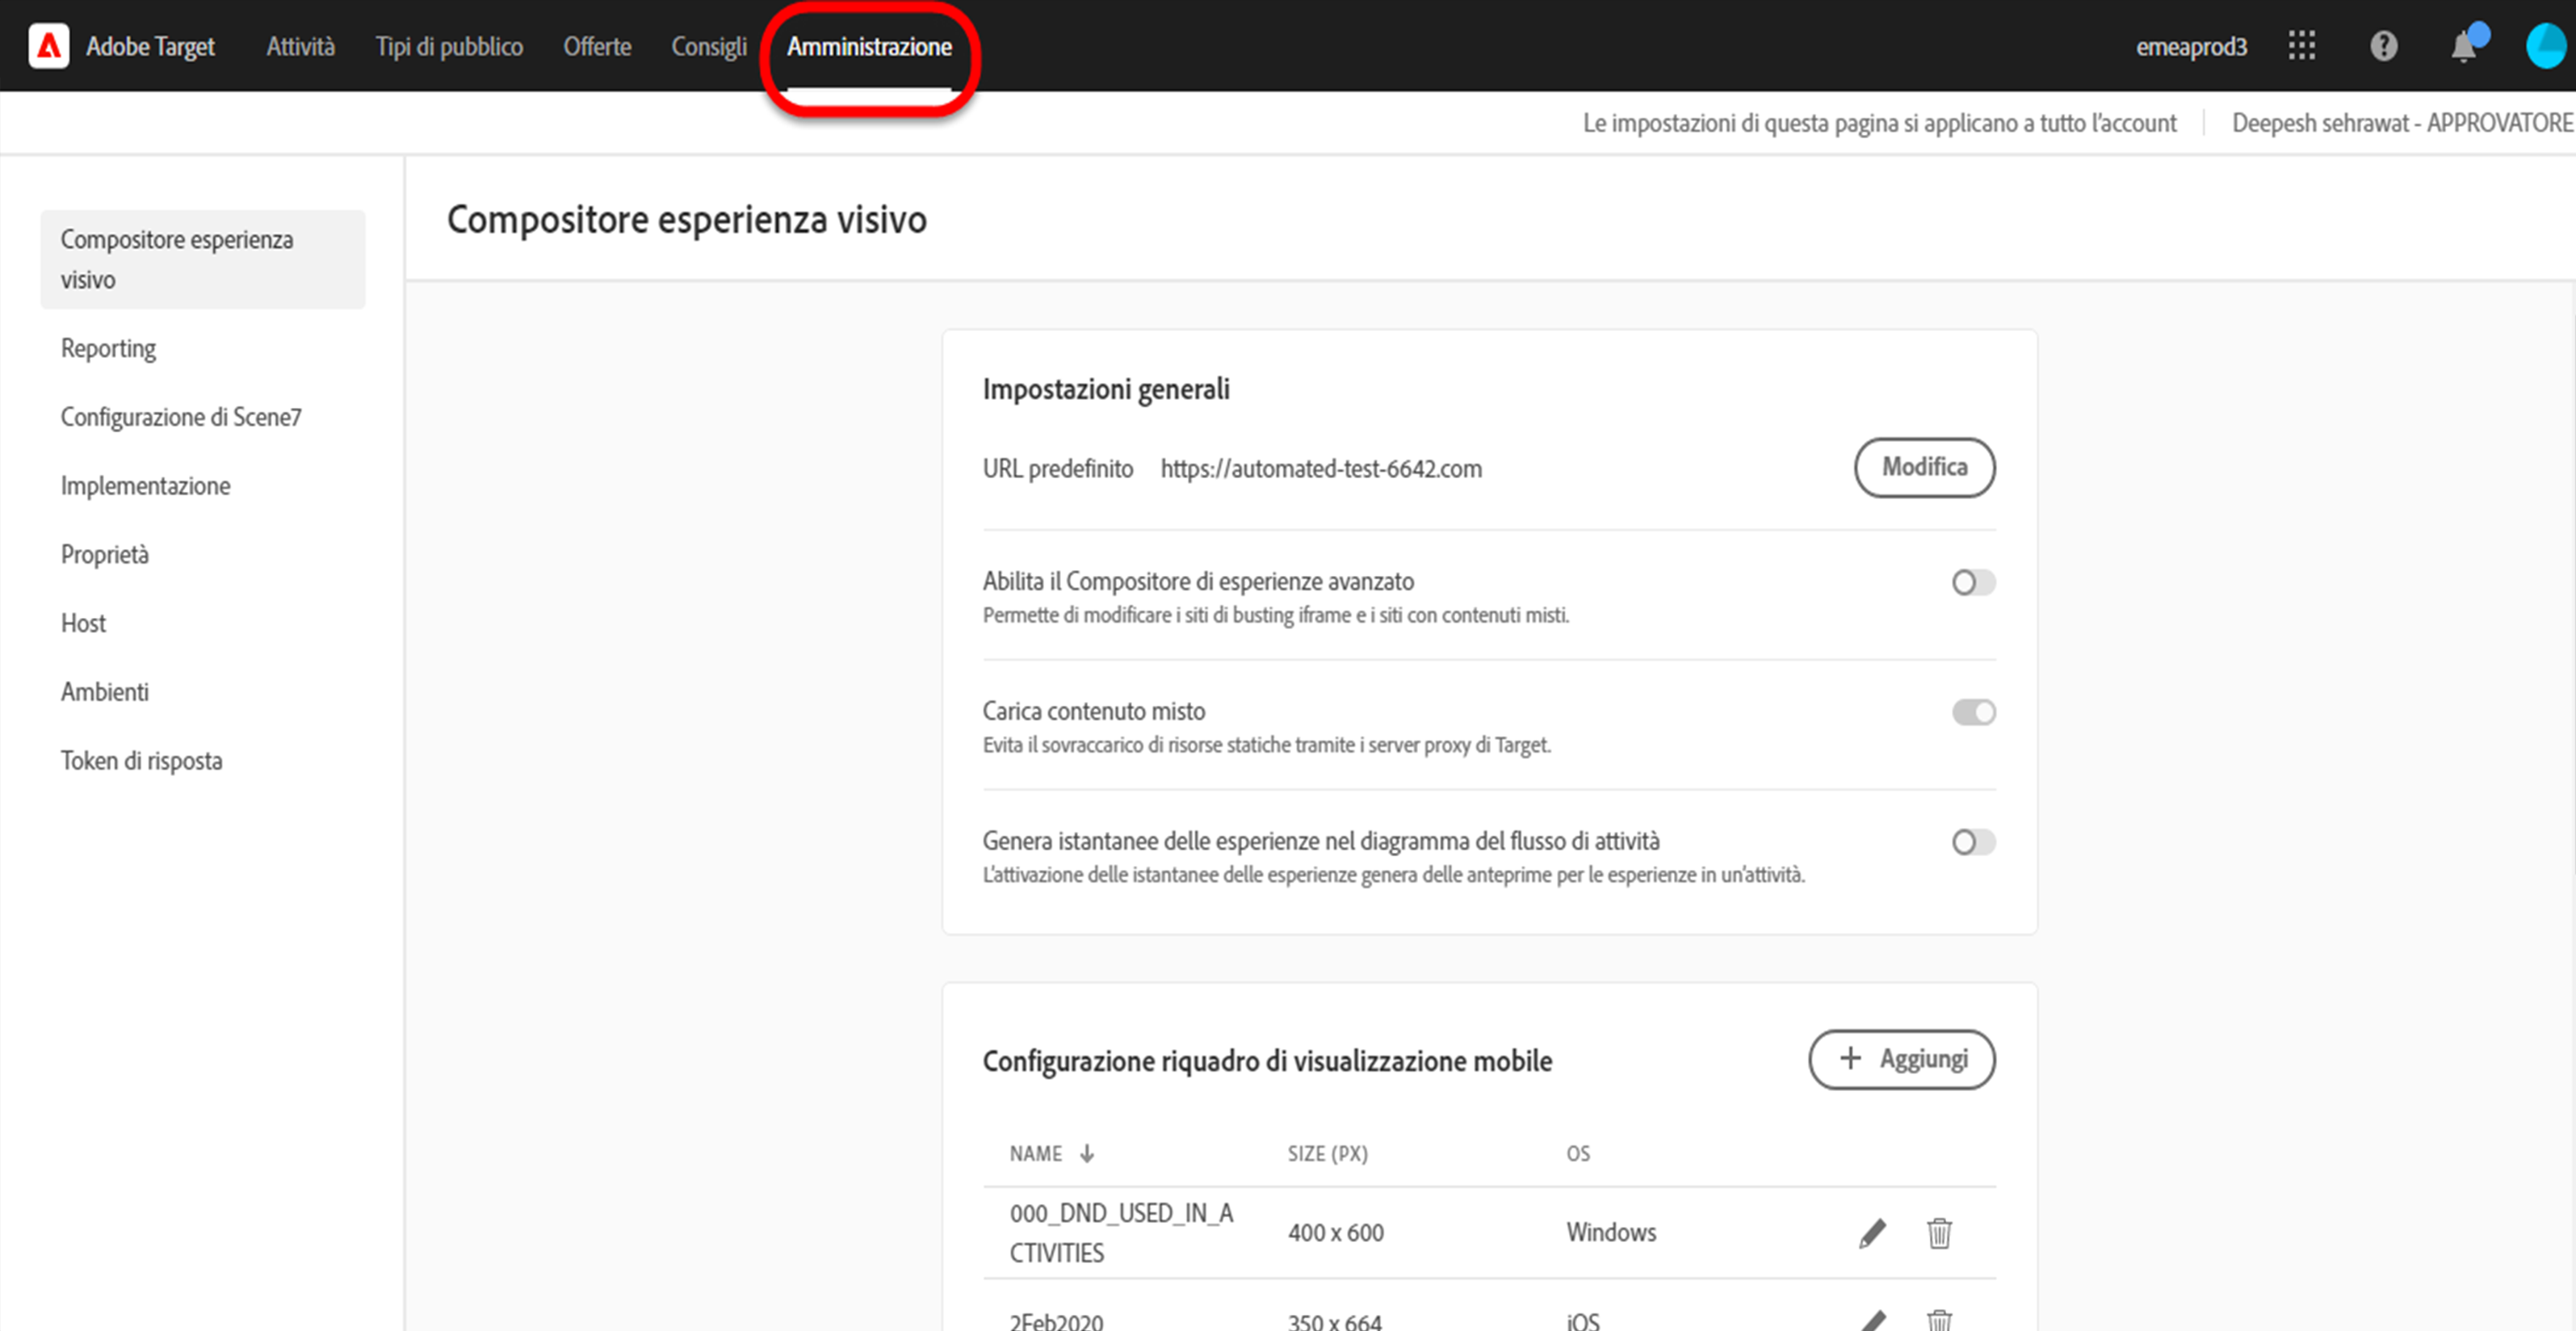 Adobe Target Attività Tipi di pubblico Offerte Consigli Amministrazione emeaprod3
Le impostazioni di questa pagina si applicano a tutto l'account Deepesh sehrawat - APPROVATORE
Compositore esperienza
visivo
Reporting
Configurazione di Scene7
Implementazione
Proprietà
Host
Ambienti
Token di risposta
Compositore esperienza visivo
Impostazioni generali
URL predefinito https://automated-test-6642.com Modifica
Abilita il Compositore di esperienze avanzato
Permette di modificare i siti di busting iframe e i siti con contenuti misti.
Carica contenuto misto
Evita il sovraccarico di risorse statiche tramite i server proxy di Target.
Genera istantanee delle esperienze nel diagramma del flusso di attività
L'attivazione delle istantanee delle esperienze genera delle anteprime per le esperienze in un'attività.
Configurazione riquadro di visualizzazione mobile + Aggiungi
NAME ↓ SIZE (PX) OS
000_DND_USED_IN_A
CTIVITIES
400 x 600 Windows
2Feb2020 350 x 664 iOS